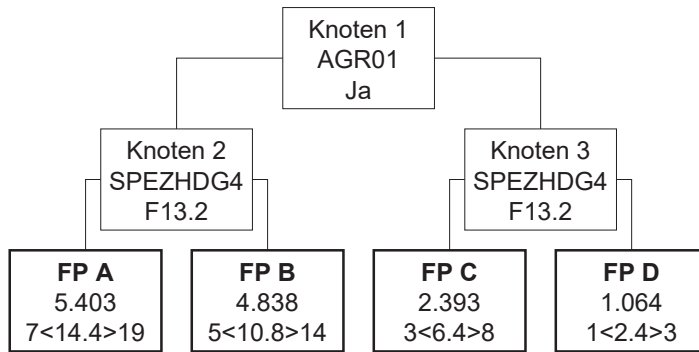 Knoten 1
AGR01
Ja
Knoten 2
SPEZHDG4
F13.2
Knoten 3
SPEZHDG4
F13.2
FP A
5.403
7<14.4>19
FP B
4.838
5<10.8>14
FP C
2.393
3<6.4>8
FP D
1.064
1<2.4>3